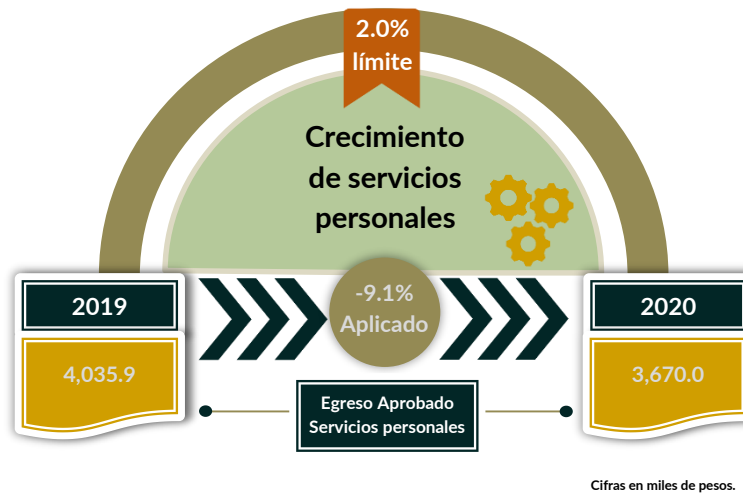 2.0%
límite
Crecimiento
de servicios
personales
2019
-9.1%
Aplicado
2020
4,035.9
3,670.0
Egreso Aprobado
Servicios personales
Cifras en miles de pesos.